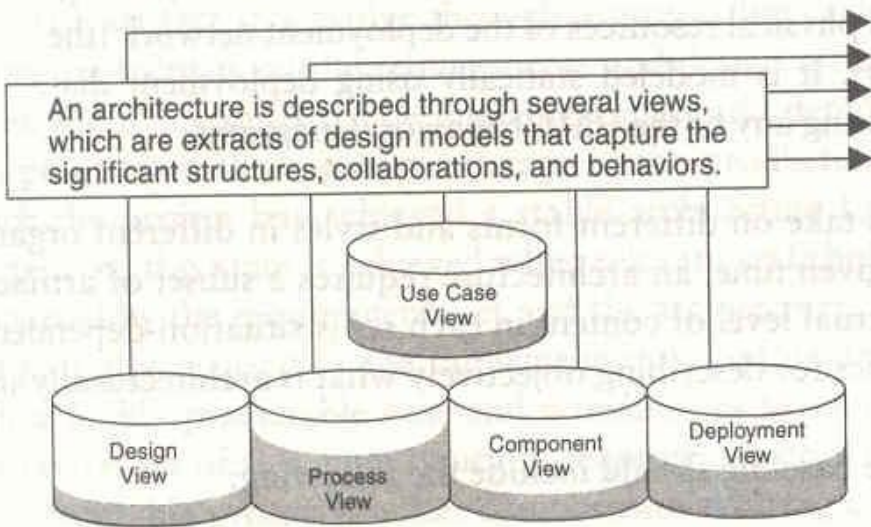 An architecture is described through several views,
which are extracts of design models that capture the
significant structures, collaborations, and behaviors.
Use Case
View
Design
View
Process
View
Component
View
Deployment
View